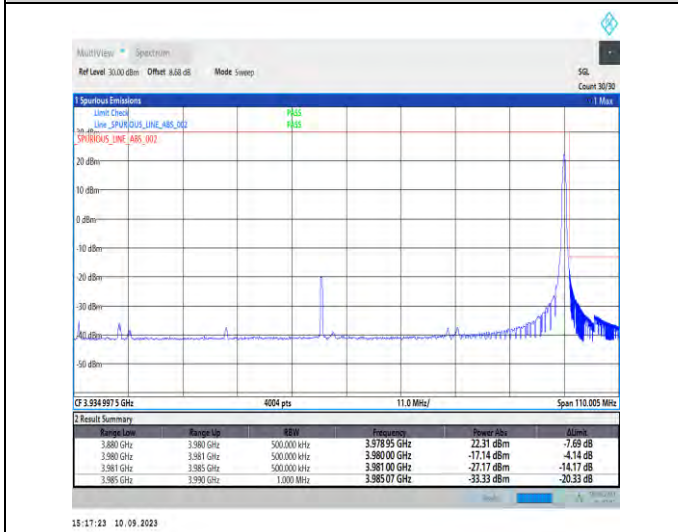 MultiView Spectrum
Ref Level 30.00 dBm Offset 8.68 dB Mode Sweep SGL
Count 30/30
1 Spurious Emissions 1 Max
Limit Check PASS
Line _SPURIOUS_LINE_ABS_002 PASS
_SPURIOUS_LINE_ABS_002
20 dBm
10 dBm
0 dBm
-10 dBm
-20 dBm
-30 dBm
-40 dBm
-50 dBm
CF 3.934 997 5 GHz 4004 pts 11.0 MHz/ Span 110.005 MHz
2 Result Summary
Range Low Range Up RBW Frequency Power Abs ΔLimit
3.880 GHz 3.980 GHz 500.000 kHz 3.978 95 GHz 22.31 dBm -7.69 dB
3.980 GHz 3.981 GHz 500.000 kHz 3.980 00 GHz -17.14 dBm -4.14 dB
3.981 GHz 3.985 GHz 500.000 kHz 3.981 00 GHz -27.17 dBm -14.17 dB
3.985 GHz 3.990 GHz 1.000 MHz 3.985 07 GHz -33.33 dBm -20.33 dB
15:17:23 10.09.2023